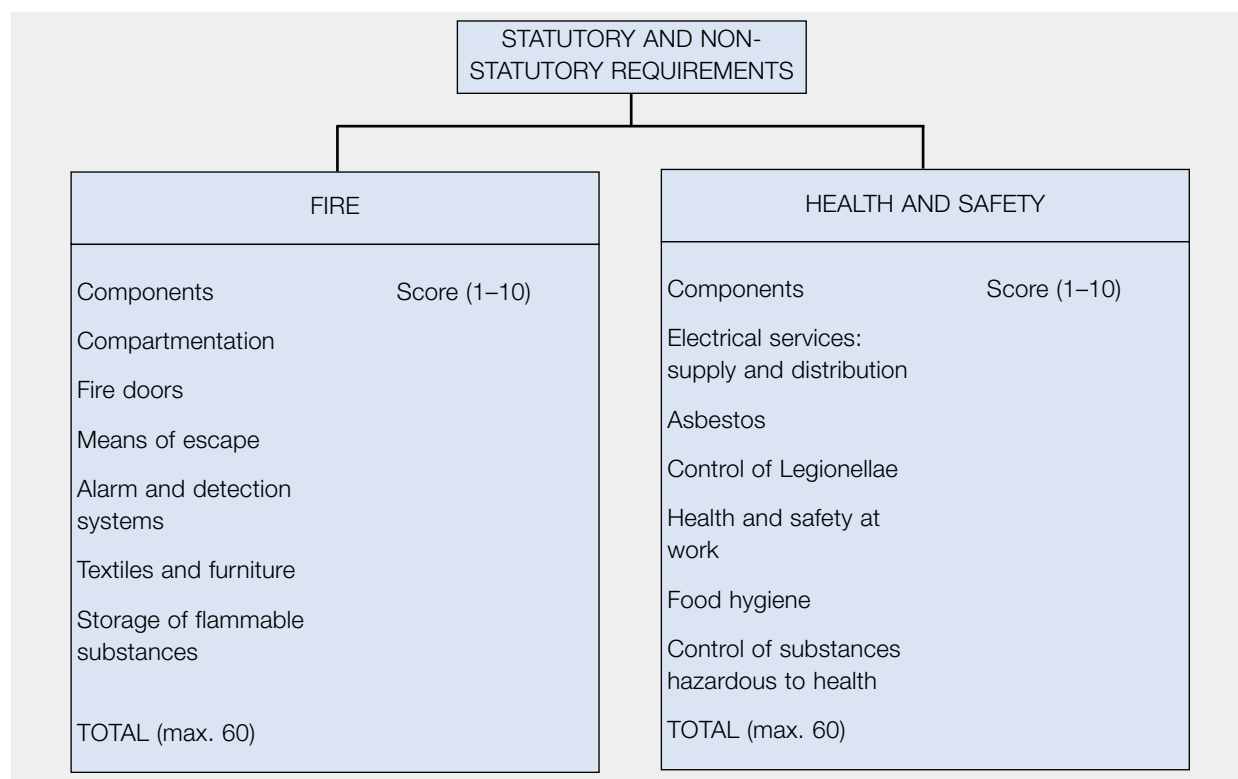 STATUTORY AND NON-
STATUTORY REQUIREMENTS
FIRE
Components Score (1–10)
Compartmentation
Fire doors
Means of escape
Alarm and detection
systems
Textiles and furniture
Storage of flammable
substances
TOTAL (max. 60)
HEALTH AND SAFETY
Components Score (1–10)
Electrical services:
supply and distribution
Asbestos
Control of Legionellae
Health and safety at
work
Food hygiene
Control of substances
hazardous to health
TOTAL (max. 60)